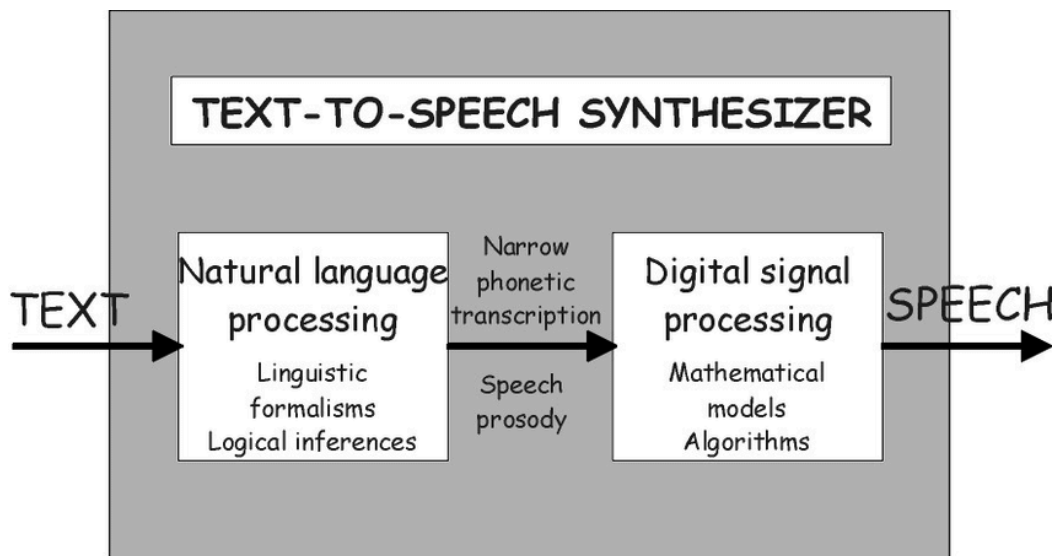 TEXT-TO-SPEECH SYNTHESIZER
TEXT
Natural language
processing
Linguistic
formalisms
Logical inferences
Narrow
phonetic
transcription
Speech
prosody
Digital signal
processing
Mathematical
models
Algorithms
SPEECH